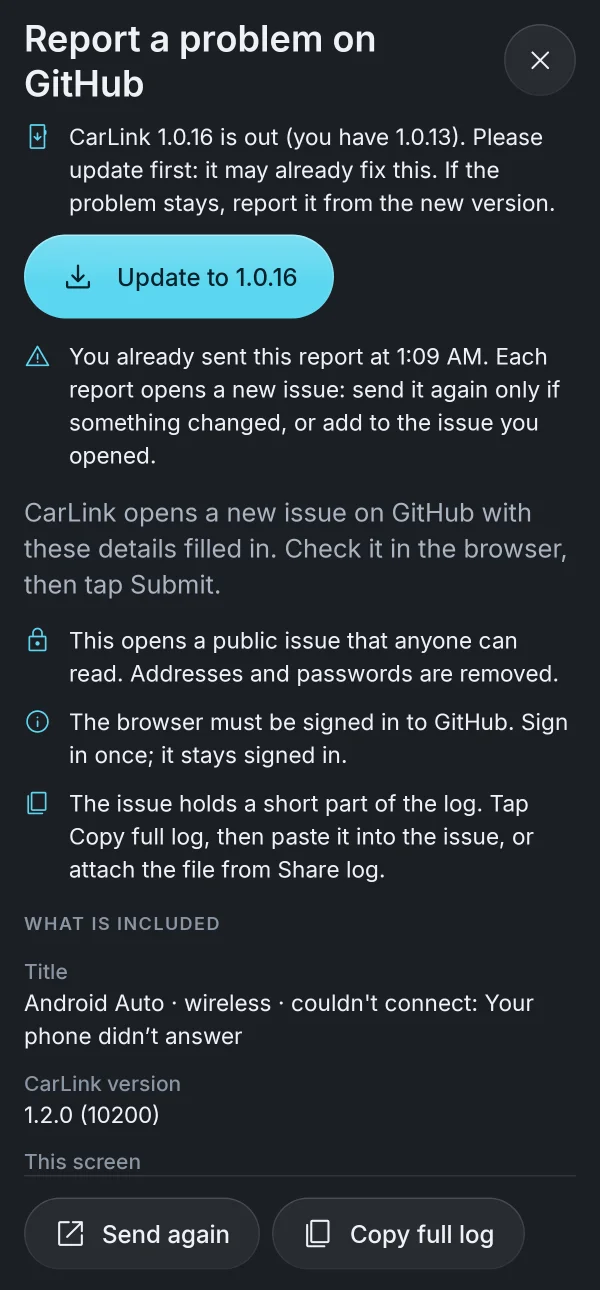 Report a problem on
GitHub
CarLink 1.0.16 is out (you have 1.0.13). Please
update first: it may already fix this. If the
problem stays, report it from the new version.
Update to 1.0.16
You already sent this report at 1:09 AM. Each
report opens a new issue: send it again only if
something changed, or add to the issue you
opened.
CarLink opens a new issue on GitHub with
these details filled in. Check it in the browser,
then tap Submit.
This opens a public issue that anyone can
read. Addresses and passwords are removed.
The browser must be signed in to GitHub. Sign
in once; it stays signed in.
The issue holds a short part of the log. Tap
Copy full log, then paste it into the issue, or
attach the file from Share log.
WHAT IS INCLUDED
Title
Android Auto · wireless · couldn't connect: Your
phone didn’t answer
CarLink version
1.2.0 (10200)
This screen
Send again
Copy full log